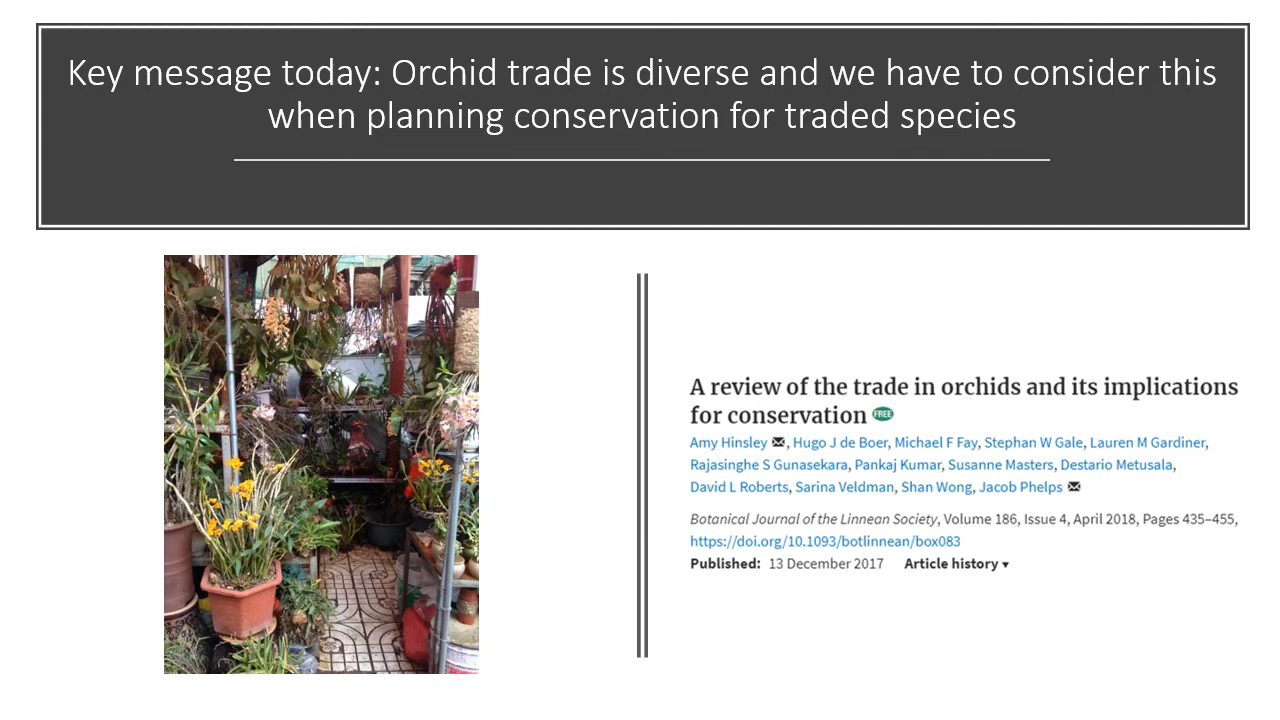 Key message today: Orchid trade is diverse and we have to consider this
when planning conservation for traded species
A review of the trade in orchids and its implications
for conservation FREE
Amy Hinsley ✉, Hugo J de Boer, Michael F Fay, Stephan W Gale, Lauren M Gardiner,
Rajasinghe S Gunasekara, Pankaj Kumar, Susanne Masters, Destario Metusala,
David L Roberts, Sarina Veldman, Shan Wong, Jacob Phelps ✉
Botanical Journal of the Linnean Society, Volume 186, Issue 4, April 2018, Pages 435–455,
https://doi.org/10.1093/botlinnean/box083
Published: 13 December 2017 Article history ▾